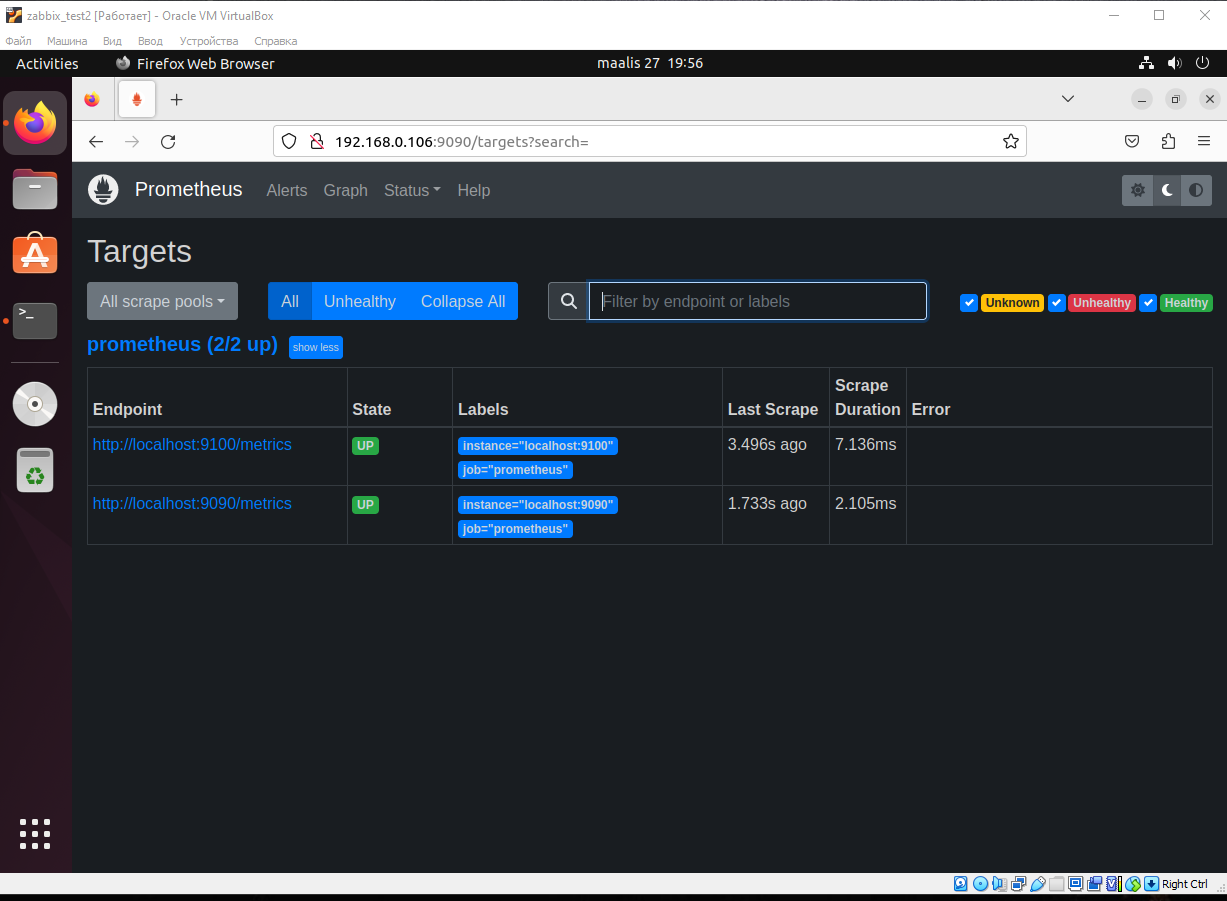 zabbix_test2 [Работает] - Oracle VM VirtualBox
Файл Машина Вид Ввод Устройства Справка
Activities Firefox Web Browser maalis 27 19:56
192.168.0.106:9090/targets?search=
Prometheus Alerts Graph Status Help
Targets
All scrape pools All Unhealthy Collapse All Filter by endpoint or labels Unknown Unhealthy Healthy
prometheus (2/2 up) show less
Endpoint State Labels Last Scrape Scrape Duration Error
http://localhost:9100/metrics UP instance="localhost:9100" 3.496s ago 7.136ms
job="prometheus"
http://localhost:9090/metrics UP instance="localhost:9090" 1.733s ago 2.105ms
job="prometheus"
Right Ctrl